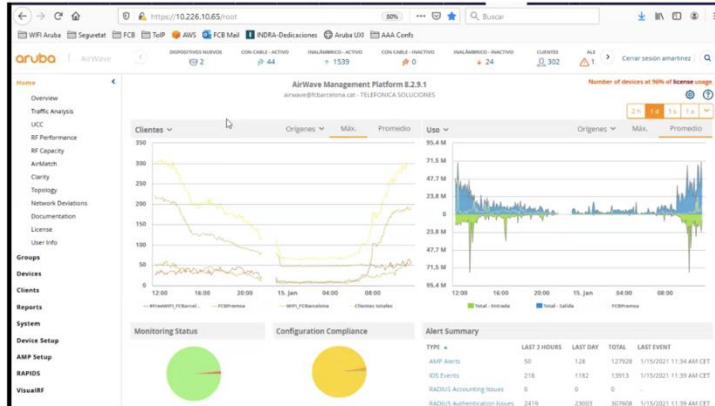 https://10.226.10.65/root
80%
Buscar
WIFI Aruba Seguretat FCB ToIP AWS FCB Mail INDRA-Dedicaciones Aruba UXI AAA Confs
aruba AirWave
DISPOSITIVOS NUEVOS CON CABLE - ACTIVO INALÁMBRICO - ACTIVO CON CABLE - INACTIVO INALÁMBRICO - INACTIVO CLIENTES ALE
2 44 1539 0 24 302 1
Cerrar sesión amartinez
Home
Overview
Traffic Analysis
UCC
RF Performance
RF Capacity
AirMatch
Clarity
Topology
Network Deviations
Documentation
License
User Info
Groups
Devices
Clients
Reports
System
Device Setup
AMP Setup
RAPIDS
VisualRF
AirWave Management Platform 8.2.9.1
airwave@fcbarcelona.cat - TELEFONICA SOLUCIONES
Number of devices at 96% of license usage
2 h 1 d 1 s 1 a
Clientes Orígenes Máx. Promedio
350
300
250
200
150
100
50
0
12:00 16:00 20:00 15. Jan 04:00 08:00
#FreeWIFI_FCBarcel... FCBPremsa WIFI_FCBarcelona Clientes totales
Uso Orígenes Máx. Promedio
95,4 M
71,5 M
47,7 M
23,8 M
0
23,8 M
47,7 M
71,5 M
95,4 M
12:00 16:00 20:00 15. Jan 04:00 08:00
Total - Entrada Total - Salida FCBPremsa
Monitoring Status
Configuration Compliance
Alert Summary
TYPE LAST 2 HOURS LAST DAY TOTAL LAST EVENT
AMP Alerts 50 128 127928 1/15/2021 11:34 AM CET
IDS Events 218 1182 13913 1/15/2021 11:39 AM CET
RADIUS Accounting Issues 0 0 0 -
RADIUS Authentication Issues 2419 23003 307608 1/15/2021 11:39 AM CET